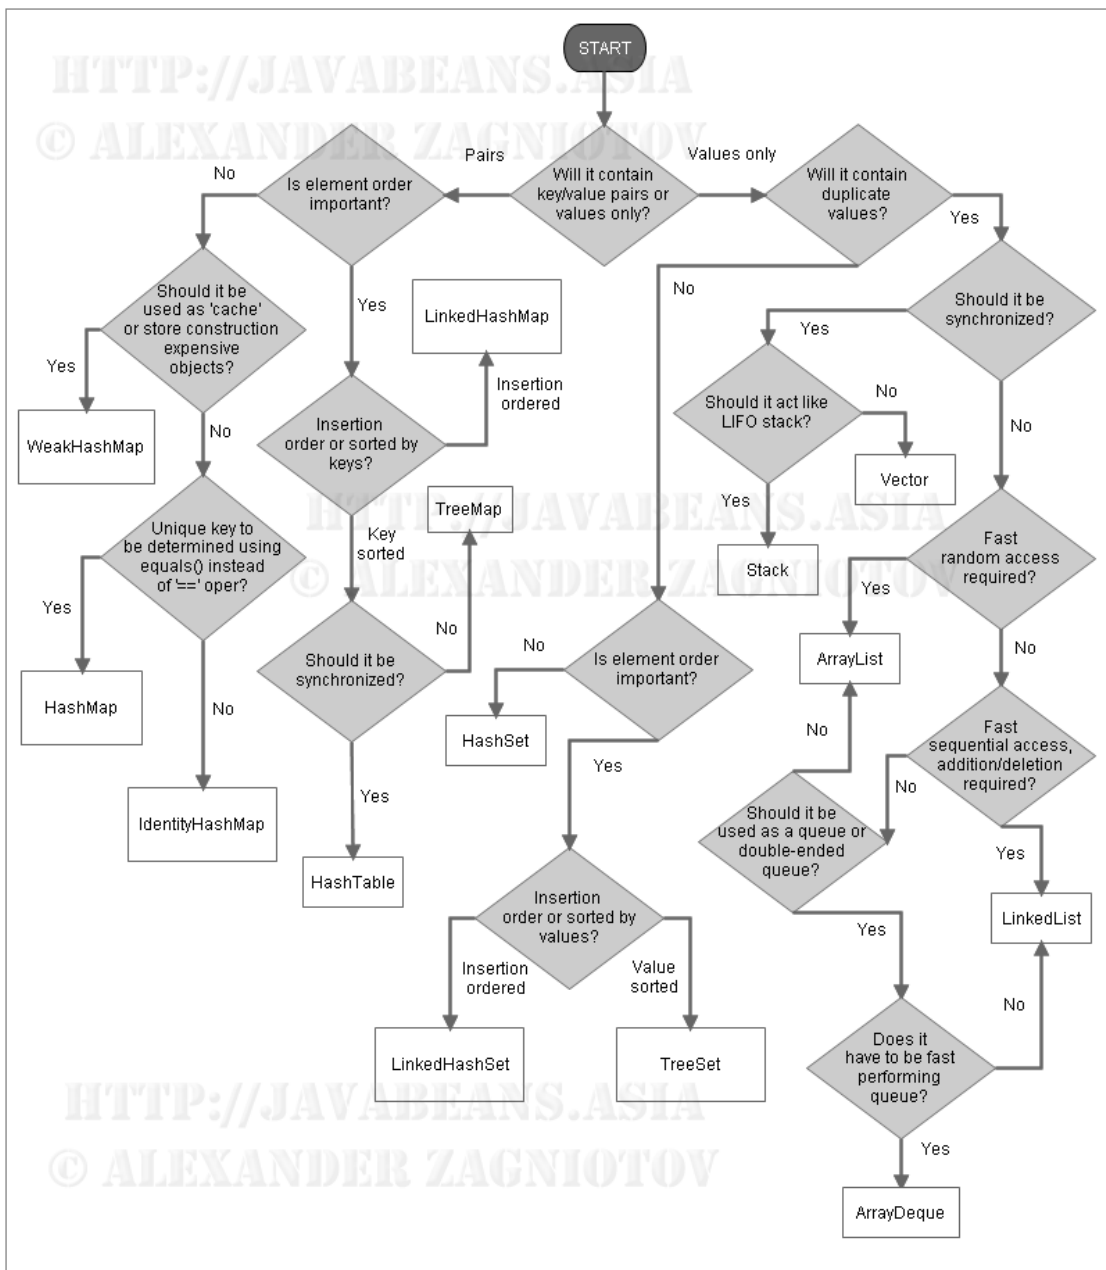 START
HTTP://JAVABEANS.ASIA
© ALEXANDER ZAGNIOTOV
Pairs
Values only
No
Is element order
important?
Will it contain
key/value pairs or
values only?
Will it contain
duplicate
values?
Yes
Should it be
used as 'cache'
or store construction
expensive
objects?
Yes
LinkedHashMap
No
Should it be
synchronized?
Yes
Yes
Insertion
ordered
No
Should it act like
LIFO stack?
WeakHashMap
No
Insertion
order or sorted by
keys?
No
Vector
HTTP://JAVABEANS.ASIA
© ALEXANDER ZAGNIOTOV
TreeMap
Yes
Unique key to
be determined using
equals() instead
of '==' oper?
Key
sorted
Stack
Fast
random access
required?
Yes
Yes
No
No
No
Should it be
synchronized?
Is element order
important?
ArrayList
HashMap
No
HashSet
No
Fast
sequential access,
addition/deletion
required?
Yes
No
Yes
IdentityHashMap
Should it be
used as a queue or
double-ended
queue?
Yes
HashTable
Insertion
order or sorted by
values?
LinkedList
Yes
Insertion
ordered
Value
sorted
No
LinkedHashSet
TreeSet
Does it
have to be fast
performing
queue?
HTTP://JAVABEANS.ASIA
© ALEXANDER ZAGNIOTOV
Yes
ArrayDeque